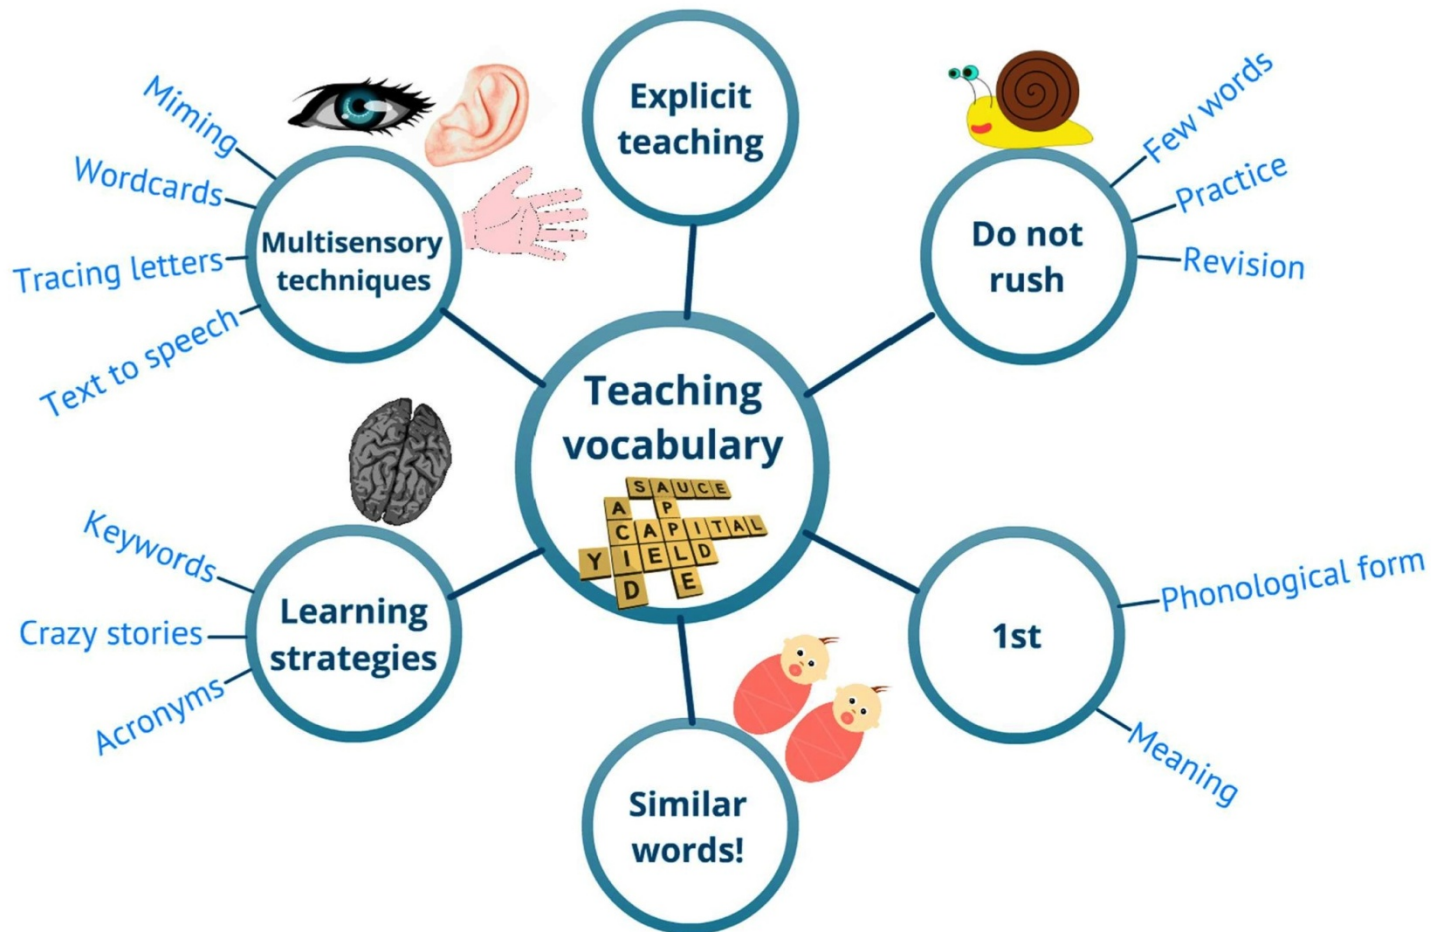 Explicit
teaching
Miming
Wordcards
Tracing letters
Text to speech
Multisensory
techniques
Do not
rush
Few words
Practice
Revision
Teaching
vocabulary
SAUCE
APPLE
ACID
CAPITAL
YIELD
Keywords
Crazy stories
Acronyms
Learning
strategies
1st
Phonological form
Meaning
Similar
words!